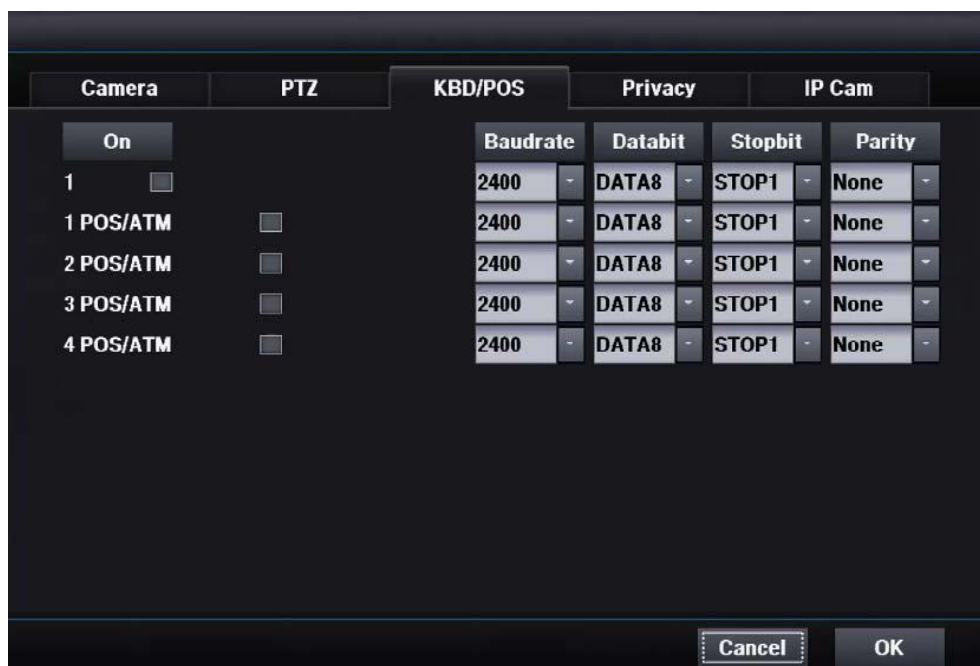 Camera PTZ KBD/POS Privacy IP Cam
On Baudrate Databit Stopbit Parity
1 2400 DATA8 STOP1 None
1 POS/ATM 2400 DATA8 STOP1 None
2 POS/ATM 2400 DATA8 STOP1 None
3 POS/ATM 2400 DATA8 STOP1 None
4 POS/ATM 2400 DATA8 STOP1 None
Cancel OK